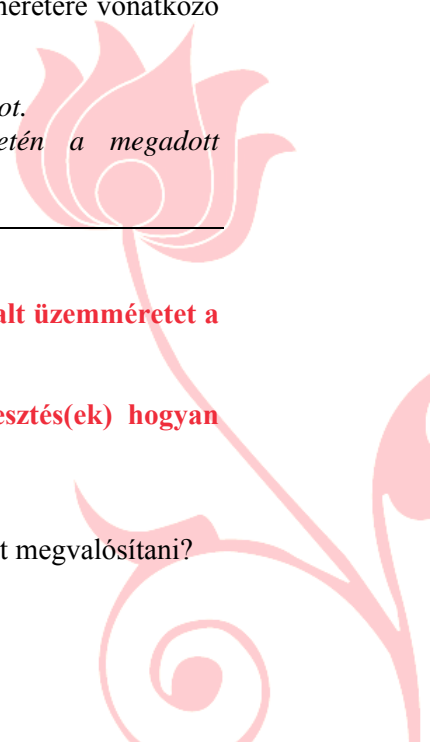 méretére vonatkozó
ot.
etén a megadott
alt üzemméretet a
esztés(ek) hogyan
t megvalósítani?